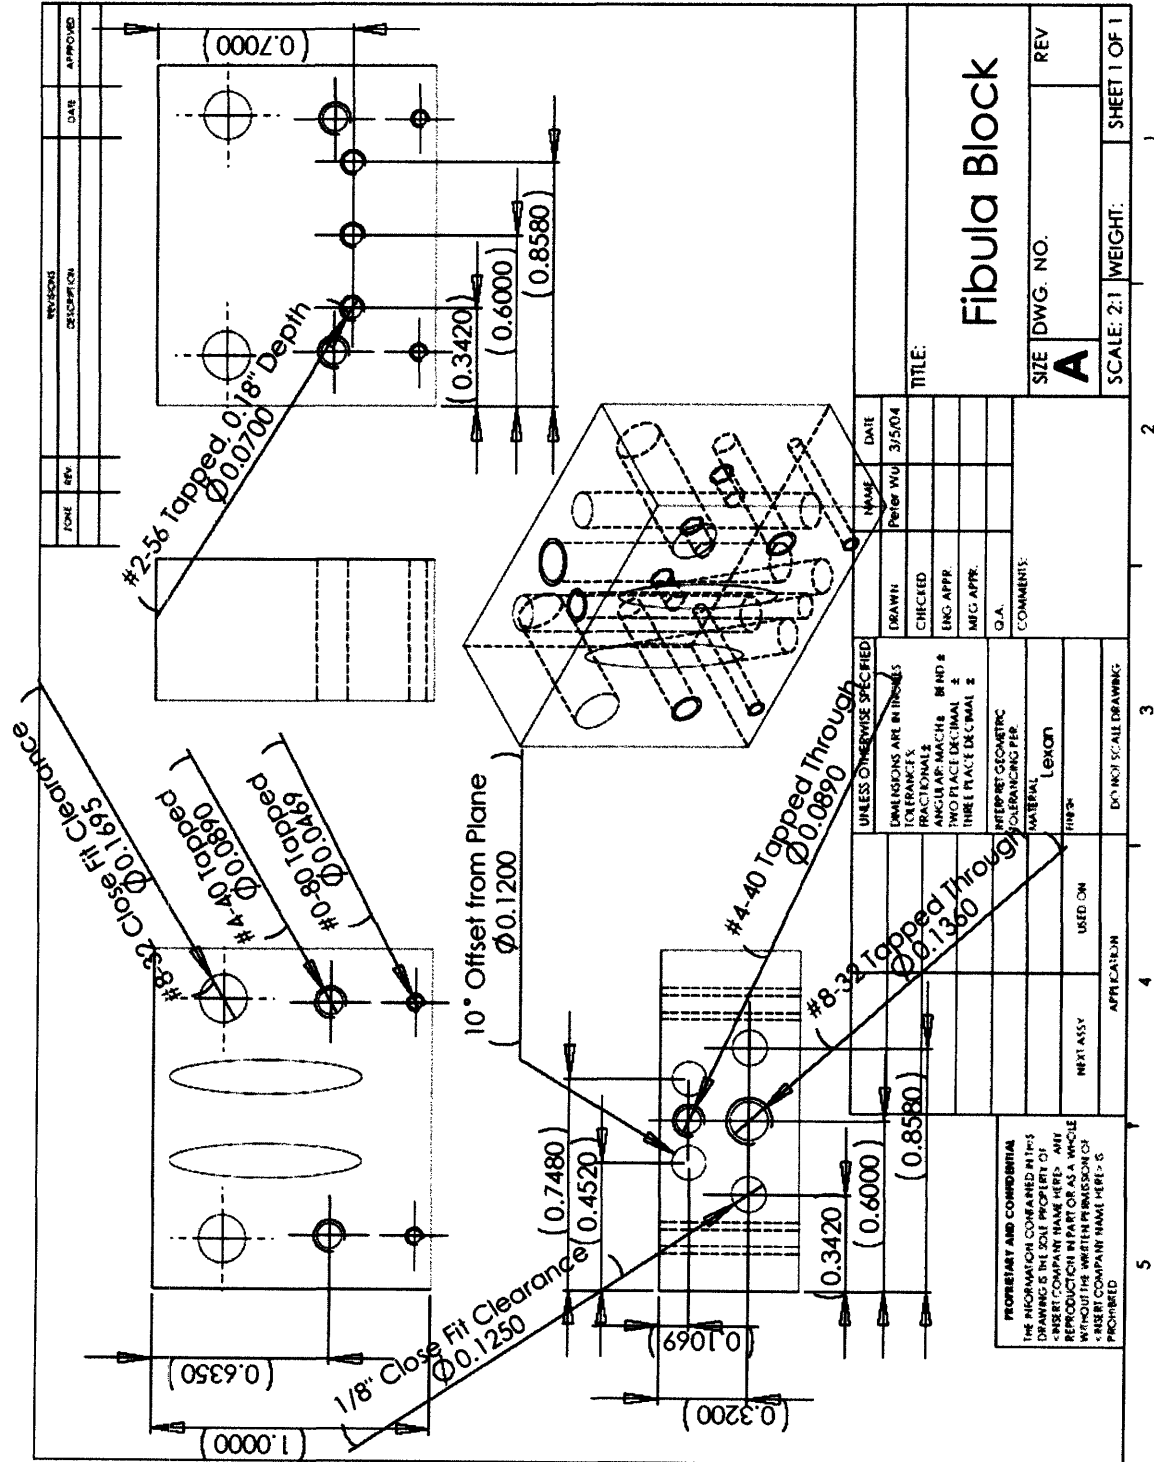 REVISIONS
ZONE REV. DESCRIPTION DATE APPROVED
#8-32 Close Fit Clearance
Ø0.1695
#4-40 Tapped
Ø0.0890
#0-80 Tapped
Ø0.0469
(0.6350)
(1.0000)
#2-56 Tapped, 0.18" Depth
Ø0.0700
(0.7000)
(0.3420)
(0.6000)
(0.8580)
10° Offset from Plane
Ø0.1200
(0.7480)
(0.4520)
1/8" Close Fit Clearance
Ø0.1250
(0.1069)
(0.3200)
(0.3420)
(0.6000)
(0.8580)
#4-40 Tapped Through
Ø0.0890
#8-32 Tapped Through
Ø0.1360
PROPRIETARY AND CONFIDENTIAL
THE INFORMATION CONTAINED IN THIS
DRAWING IS THE SOLE PROPERTY OF
<INSERT COMPANY NAME HERE>. ANY
REPRODUCTION IN PART OR AS A WHOLE
WITHOUT THE WRITTEN PERMISSION OF
<INSERT COMPANY NAME HERE> IS
PROHIBITED.
NEXT ASSY USED ON
APPLICATION
UNLESS OTHERWISE SPECIFIED:
DIMENSIONS ARE IN INCHES
TOLERANCES:
FRACTIONAL±
ANGULAR: MACH± BEND ±
TWO PLACE DECIMAL ±
THREE PLACE DECIMAL ±
INTERPRET GEOMETRIC
TOLERANCING PER:
MATERIAL
Lexan
FINISH
DO NOT SCALE DRAWING
NAME DATE
DRAWN Peter Wu 3/5/04
CHECKED
ENG APPR.
MFG APPR.
Q.A.
COMMENTS:
TITLE:
Fibula Block
SIZE DWG. NO. REV
A
SCALE: 2:1 WEIGHT: SHEET 1 OF 1
5 4 3 2 1